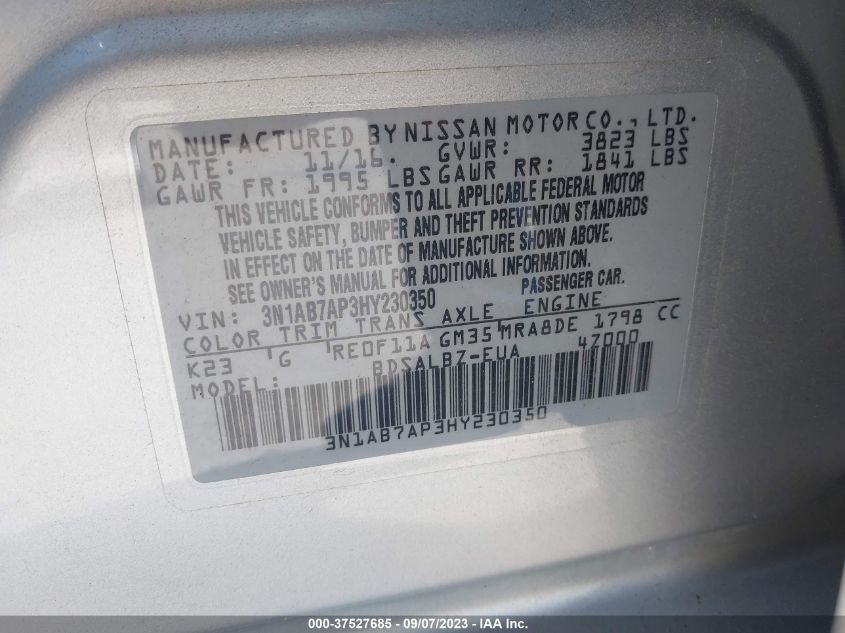 MANUFACTURED BY NISSAN MOTOR CO., LTD.
DATE: 11/16. GVWR: 3823 LBS
GAWR FR: 1995 LBS GAWR RR: 1841 LBS
THIS VEHICLE CONFORMS TO ALL APPLICABLE FEDERAL MOTOR
VEHICLE SAFETY, BUMPER AND THEFT PREVENTION STANDARDS
IN EFFECT ON THE DATE OF MANUFACTURE SHOWN ABOVE.
SEE OWNER'S MANUAL FOR ADDITIONAL INFORMATION.
PASSENGER CAR.
VIN: 3N1AB7AP3HY230350
COLOR TRIM TRANS AXLE ENGINE
K23 G RE0F11A GM35 MRA8DE 1798 CC
MODEL: BDSALBZ-EUA 4Z000
3N1AB7AP3HY230350
000-37527685 - 09/07/2023 - IAA Inc.